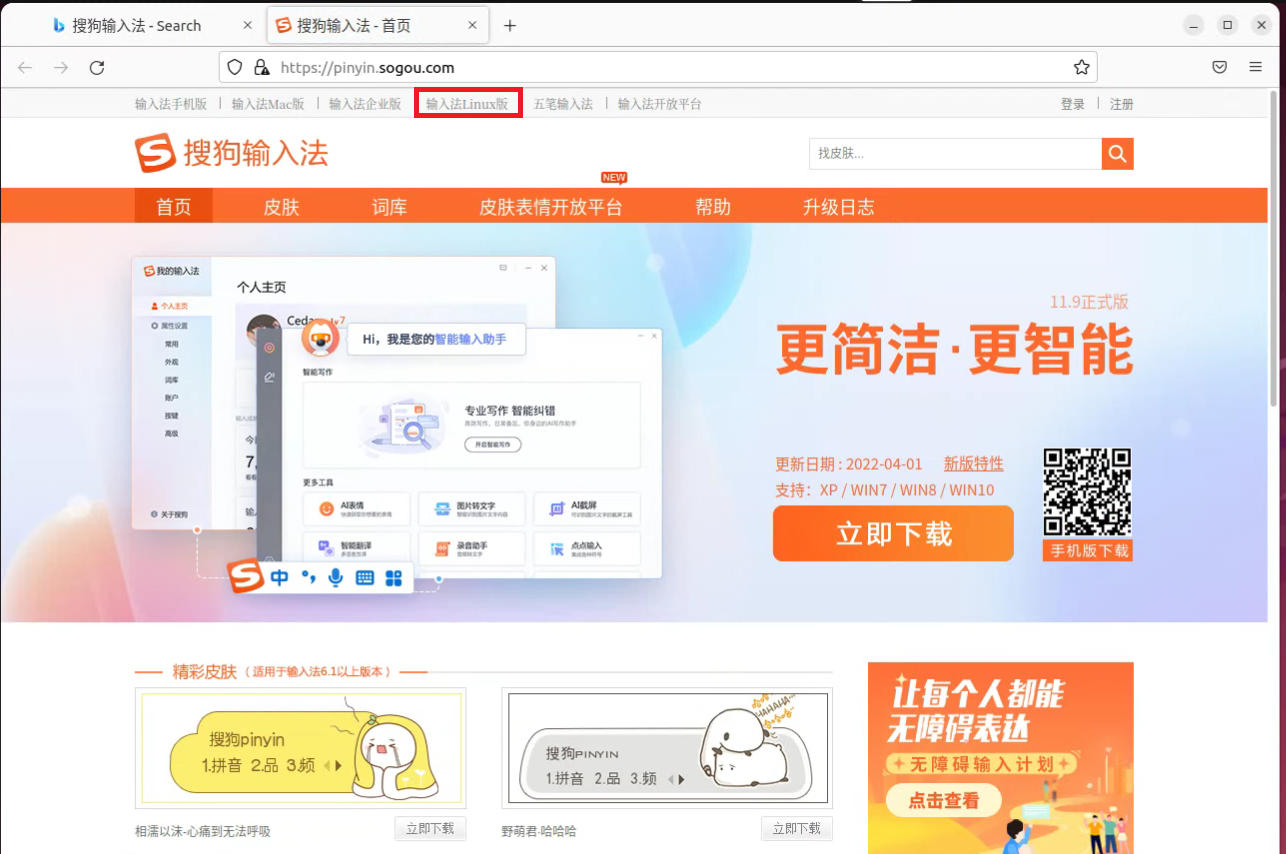 搜狗输入法 - Search
搜狗输入法 - 首页
https://pinyin.sogou.com
输入法手机版 | 输入法Mac版 | 输入法企业版 输入法Linux版 五笔输入法 | 输入法开放平台
登录 | 注册
搜狗输入法
找皮肤...
NEW
首页 皮肤 词库 皮肤表情开放平台 帮助 升级日志
我的输入法
个人主页
属性设置
常用
外观
词库
账户
按键
高级
关于搜狗
个人主页
Hi，我是您的智能输入助手
智能写作
专业写作 智能纠错
开启智能写作
更多工具
AI表情
图片转文字
AI截屏
智能翻译
录音助手
点点输入
中
11.9正式版
更简洁·更智能
更新日期 : 2022-04-01 新版特性
支持：XP / WIN7 / WIN8 / WIN10
立即下载
手机版下载
精彩皮肤（ 适用于输入法6.1以上版本 ）
搜狗pinyin
1.拼音 2.品 3.频
相濡以沫-心痛到无法呼吸
立即下载
HAHAHA~
搜狗PINYIN
1.拼音 2.品 3.频
野萌君·哈哈哈
立即下载
让每个人都能
无障碍表达
无障碍输入计划
点击查看